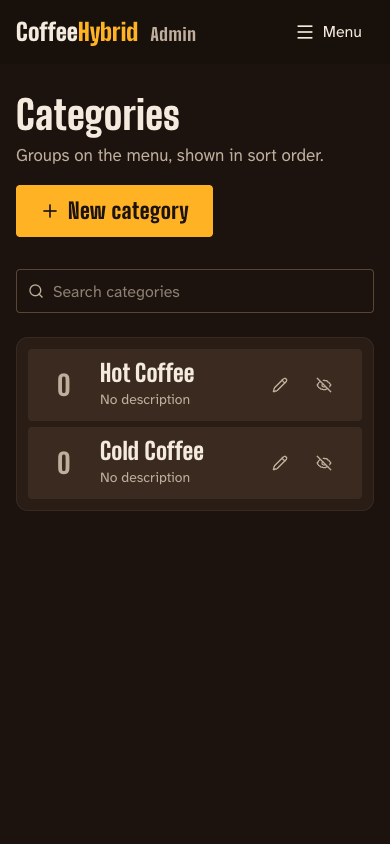 CoffeeHybrid Admin Menu
Categories
Groups on the menu, shown in sort order.
New category
Search categories
0 Hot Coffee
No description
0 Cold Coffee
No description